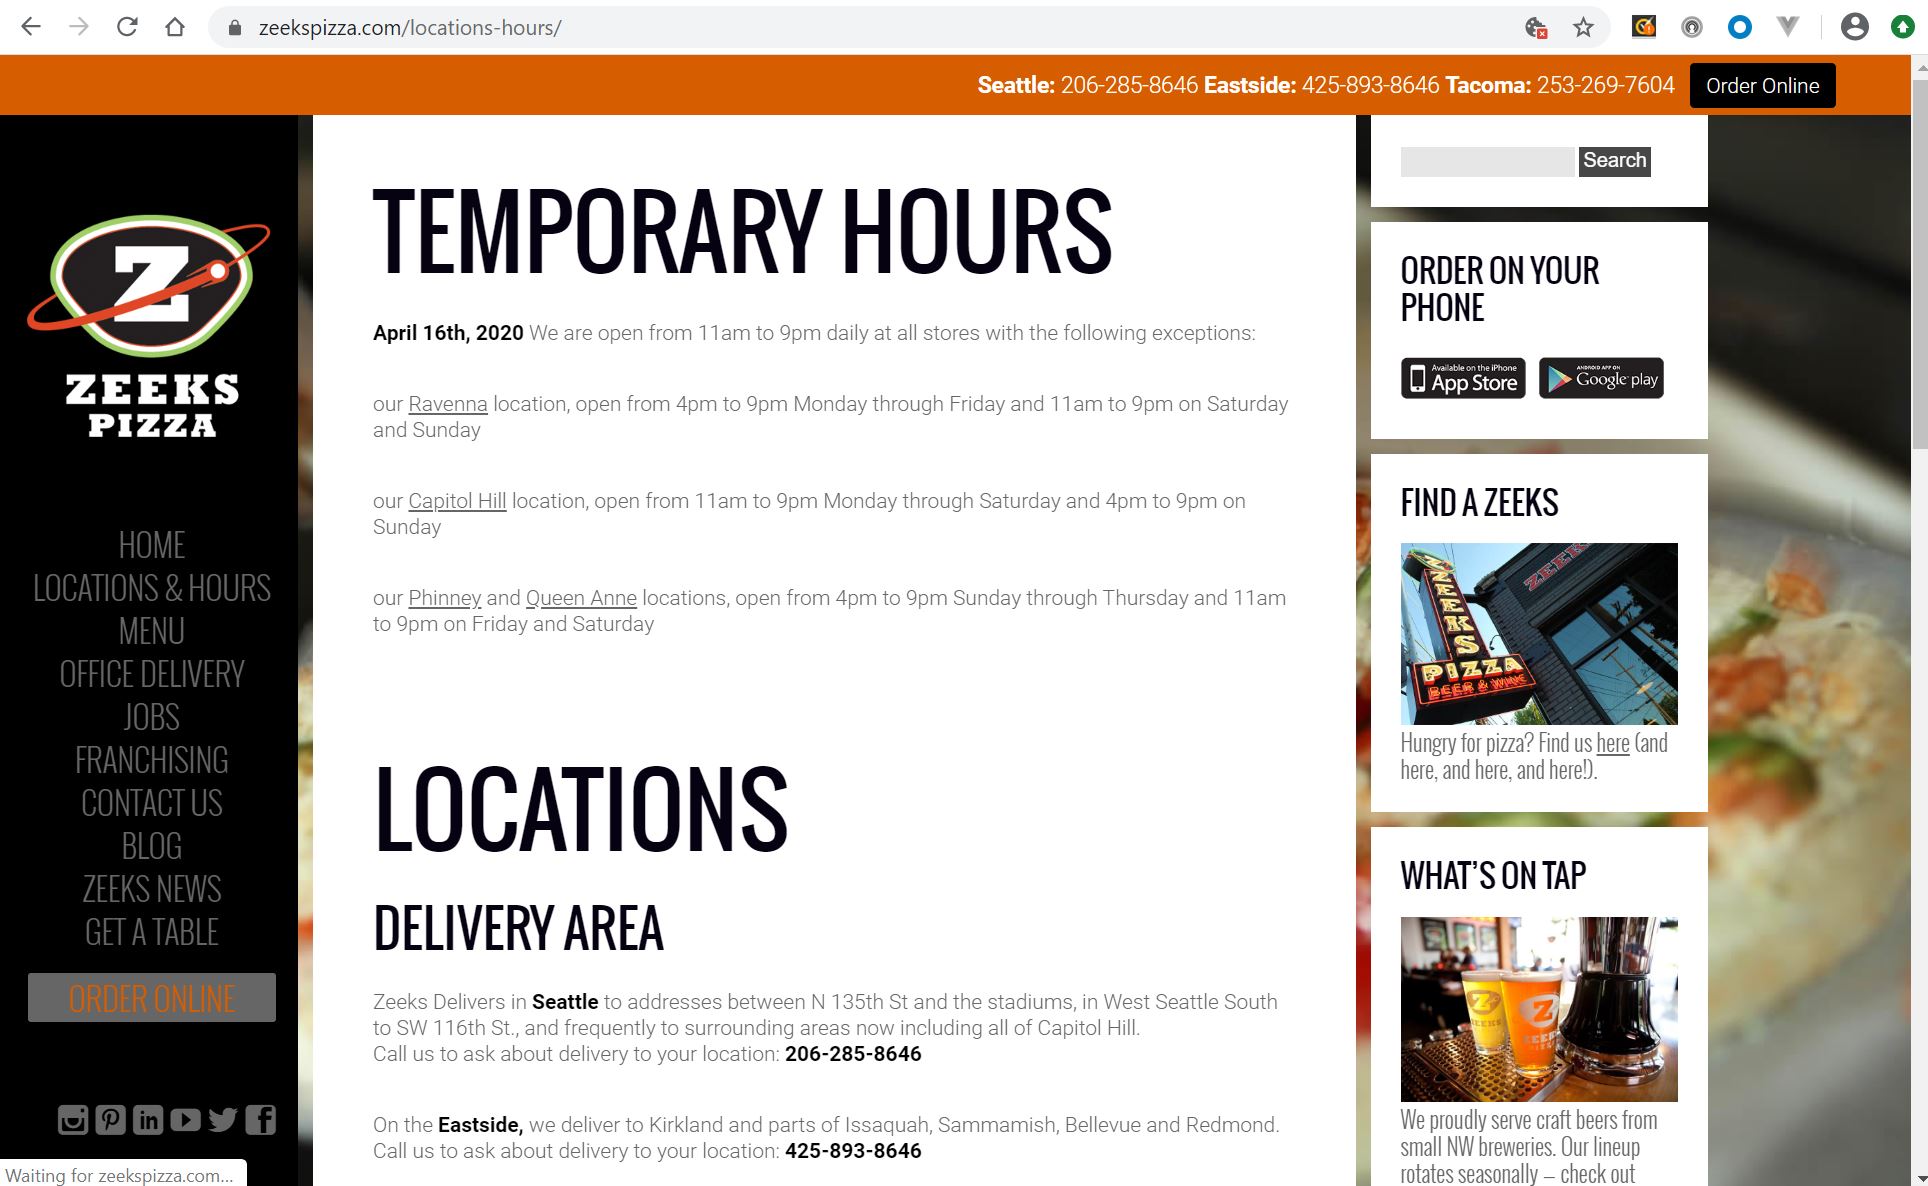 zeekspizza.com/locations-hours/
Seattle: 206-285-8646 Eastside: 425-893-8646 Tacoma: 253-269-7604
Order Online
Z
ZEEKS
PIZZA
HOME
LOCATIONS & HOURS
MENU
OFFICE DELIVERY
JOBS
FRANCHISING
CONTACT US
BLOG
ZEEKS NEWS
GET A TABLE
ORDER ONLINE
Waiting for zeekspizza.com...
TEMPORARY HOURS
April 16th, 2020 We are open from 11am to 9pm daily at all stores with the following exceptions:
our Ravenna location, open from 4pm to 9pm Monday through Friday and 11am to 9pm on Saturday
and Sunday
our Capitol Hill location, open from 11am to 9pm Monday through Saturday and 4pm to 9pm on
Sunday
our Phinney and Queen Anne locations, open from 4pm to 9pm Sunday through Thursday and 11am
to 9pm on Friday and Saturday
LOCATIONS
DELIVERY AREA
Zeeks Delivers in Seattle to addresses between N 135th St and the stadiums, in West Seattle South
to SW 116th St., and frequently to surrounding areas now including all of Capitol Hill.
Call us to ask about delivery to your location: 206-285-8646
On the Eastside, we deliver to Kirkland and parts of Issaquah, Sammamish, Bellevue and Redmond.
Call us to ask about delivery to your location: 425-893-8646
Search
ORDER ON YOUR
PHONE
Available on the iPhone
App Store
ANDROID APP ON
Google play
FIND A ZEEKS
ZEEKS
ZEEKS
PIZZA
BEER & WINE
Hungry for pizza? Find us here (and
here, and here, and here!).
WHAT'S ON TAP
Z
ZEEKS
Z
ZEEKS
PIZZA
We proudly serve craft beers from
small NW breweries. Our lineup
rotates seasonally – check out